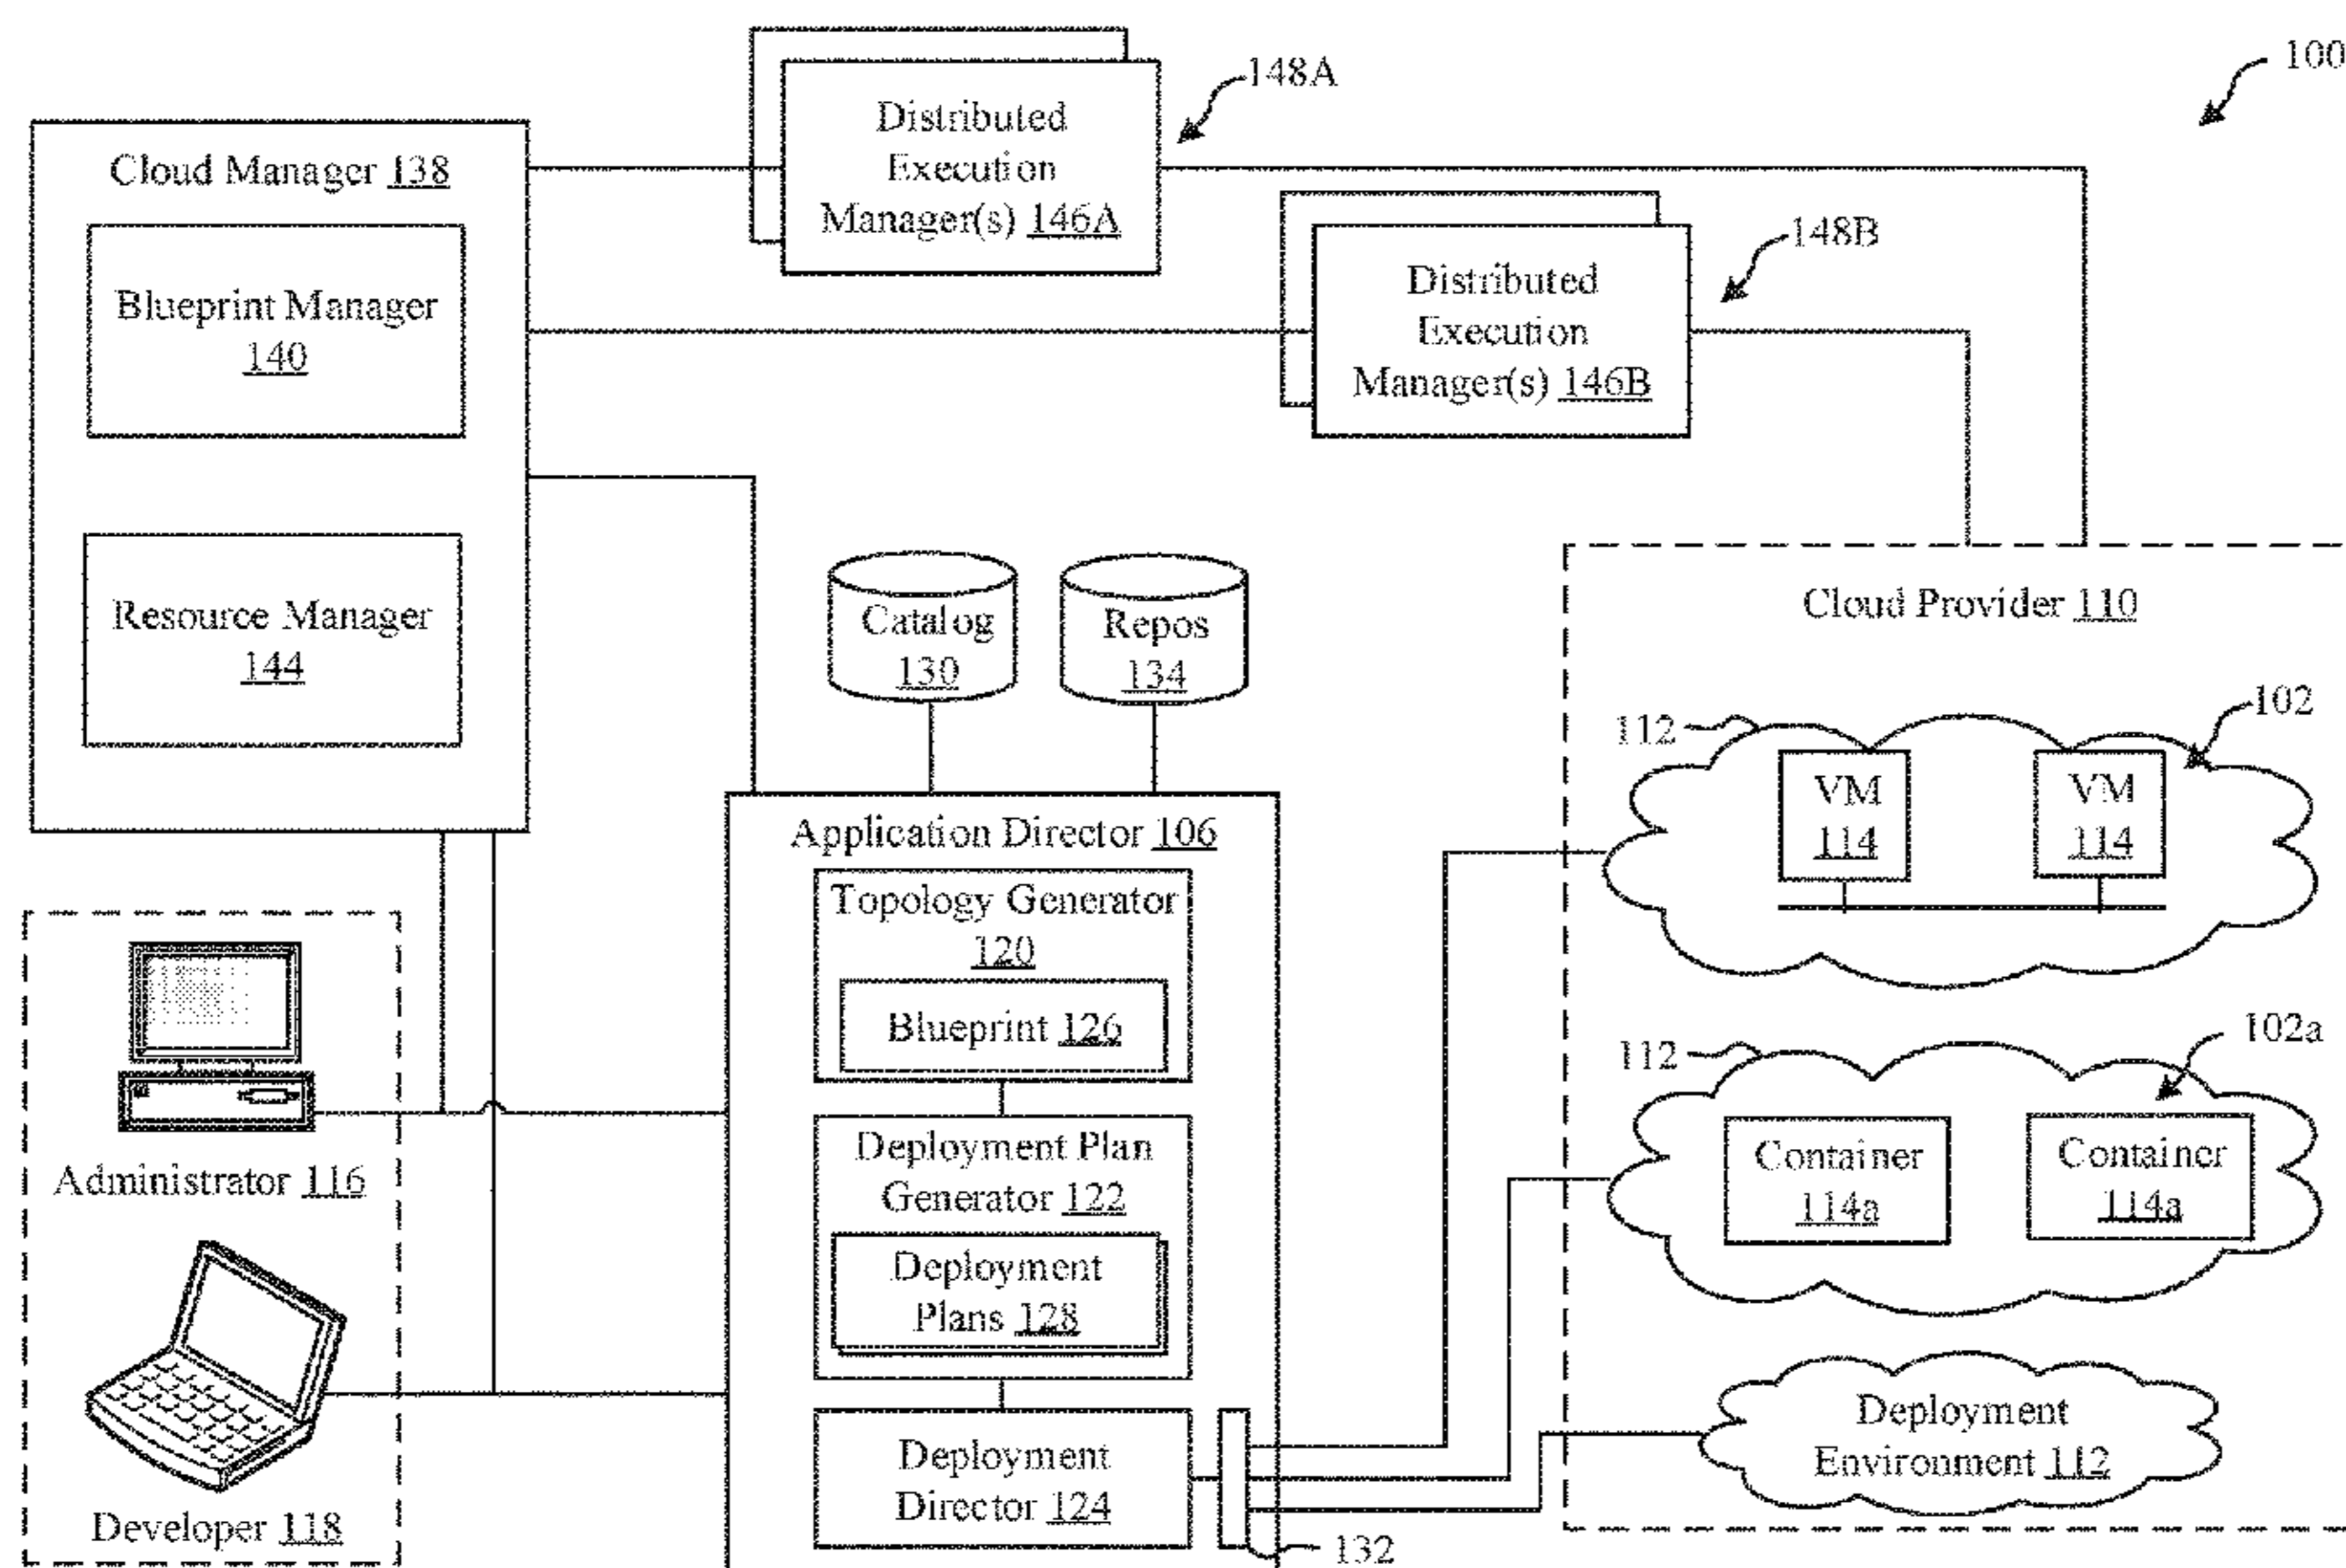 100
148A
Distributed
Execution
Manager(s) 146A
Cloud Manager 138
Blueprint Manager
140
148B
Distributed
Execution
Manager(s) 146B
Resource Manager
144
Catalog
130
Repos
134
Cloud Provider 110
112
102
VM
114
VM
114
Application Director 106
Topology Generator
120
Blueprint 126
112
102a
Container
114a
Container
114a
Administrator 116
Deployment Plan
Generator 122
Deployment
Plans 128
Deployment
Environment 112
Deployment
Director 124
Developer 118
132